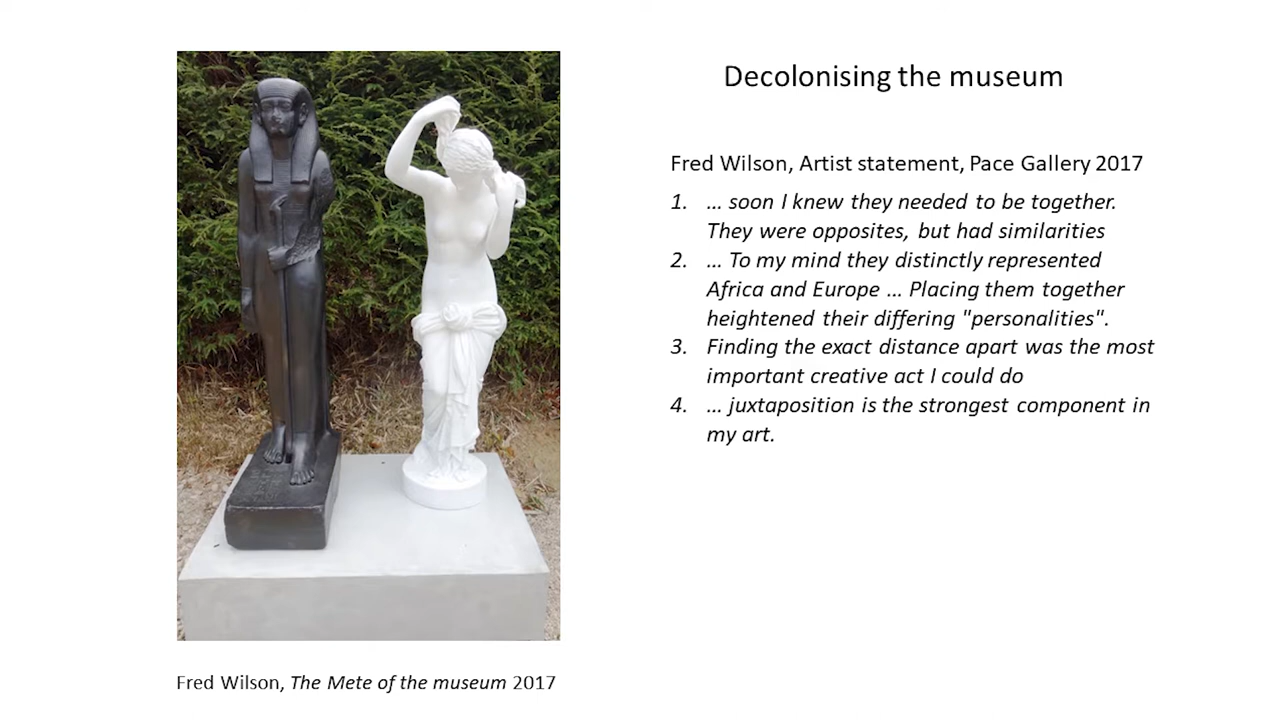 Decolonising the museum
Fred Wilson, Artist statement, Pace Gallery 2017
1. … soon I knew they needed to be together.
They were opposites, but had similarities
2. … To my mind they distinctly represented
Africa and Europe … Placing them together
heightened their differing "personalities".
3. Finding the exact distance apart was the most
important creative act I could do
4. … juxtaposition is the strongest component in
my art.
Fred Wilson, The Mete of the museum 2017